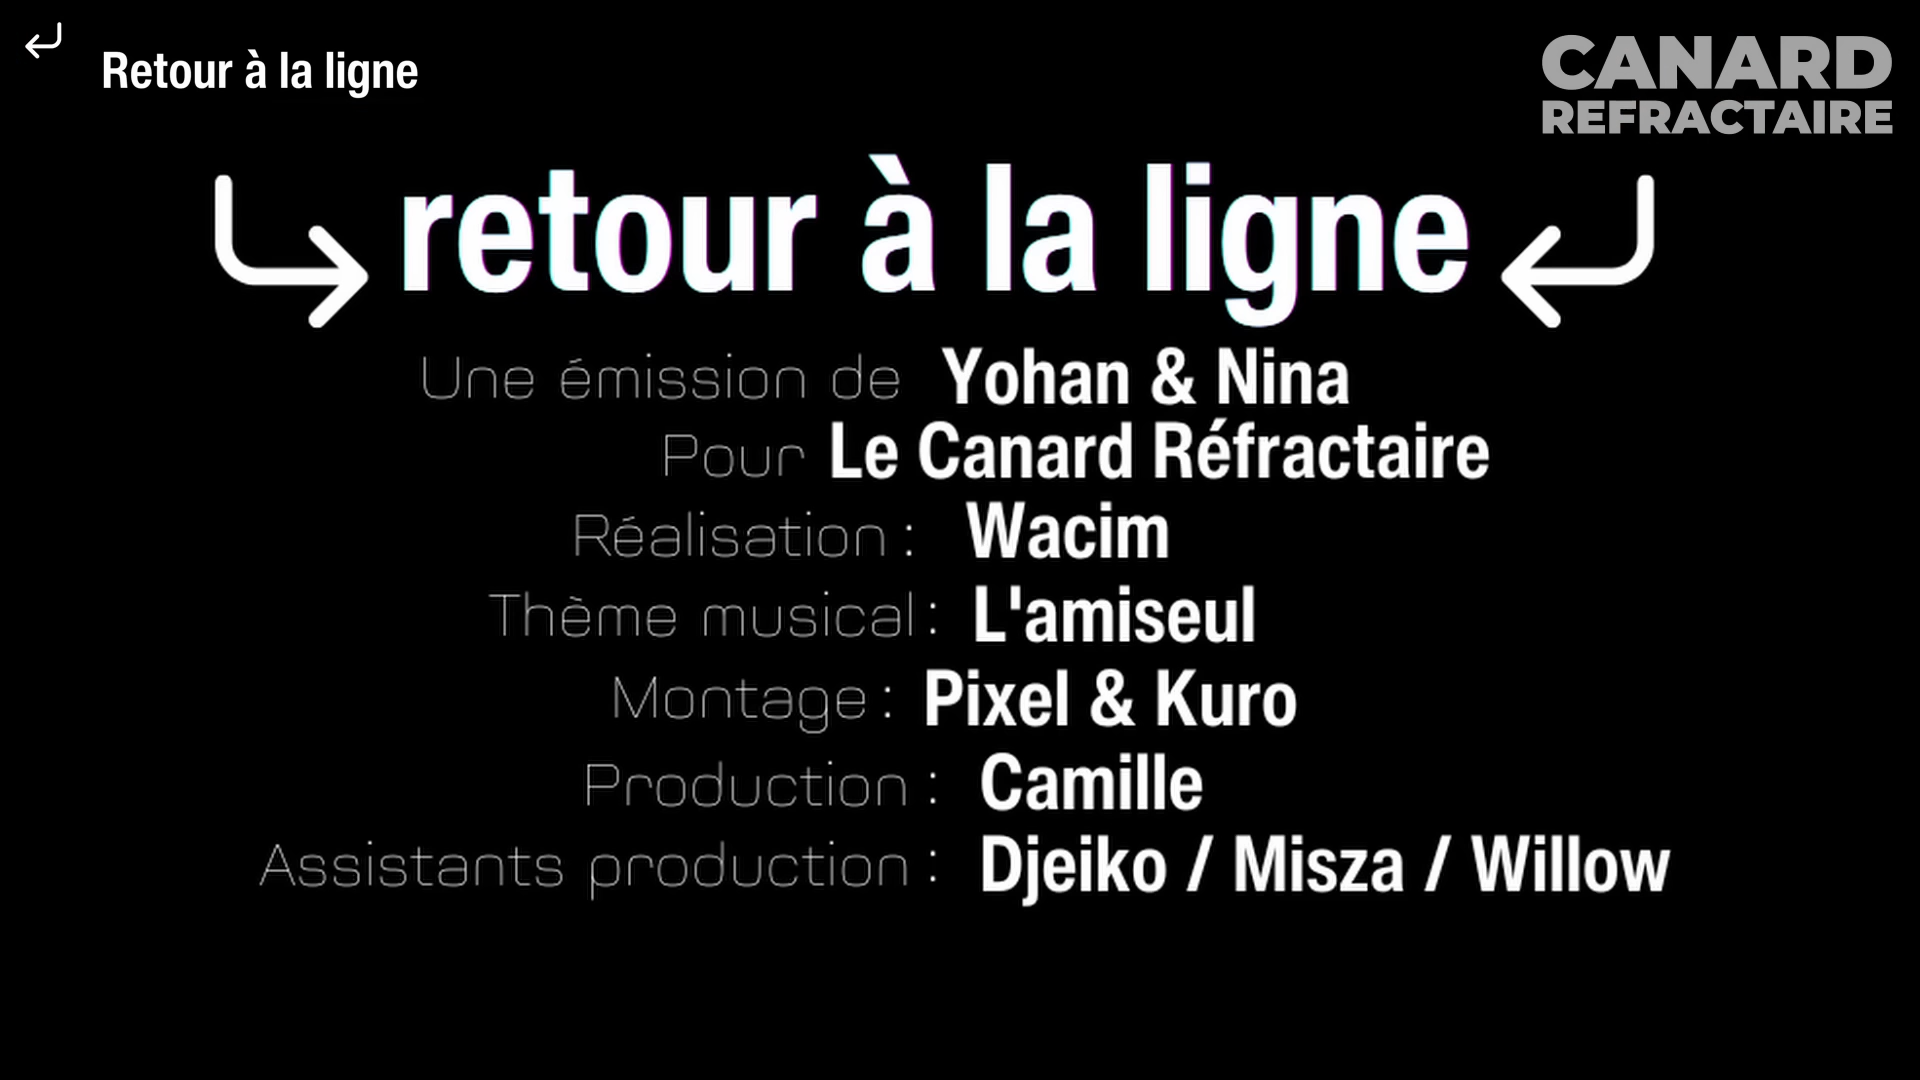 Retour à la ligne
CANARD
REFRACTAIRE
retour à la ligne
Une émission de Yohan & Nina
Pour Le Canard Réfractaire
Réalisation : Wacim
Thème musical : L'amiseul
Montage : Pixel & Kuro
Production : Camille
Assistants production : Djeiko / Misza / Willow